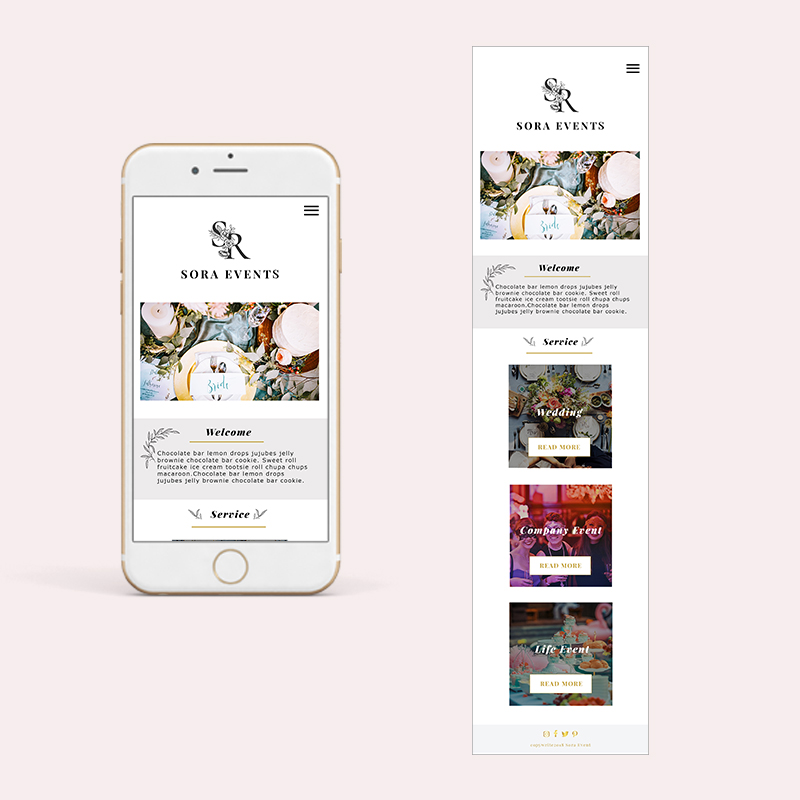 SR
SORA EVENTS
Bride
Welcome
Chocolate bar lemon drops jujubes jelly
brownie chocolate bar cookie. Sweet roll
fruitcake ice cream tootsie roll chupa chups
macaroon.Chocolate bar lemon drops
jujubes jelly brownie chocolate bar cookie.
Service
SR
SORA EVENTS
Bride
Welcome
Chocolate bar lemon drops jujubes jelly
brownie chocolate bar cookie. Sweet roll
fruitcake ice cream tootsie roll chupa chups
macaroon.Chocolate bar lemon drops
jujubes jelly brownie chocolate bar cookie.
Service
Wedding
READ MORE
Company Event
READ MORE
Life Event
READ MORE